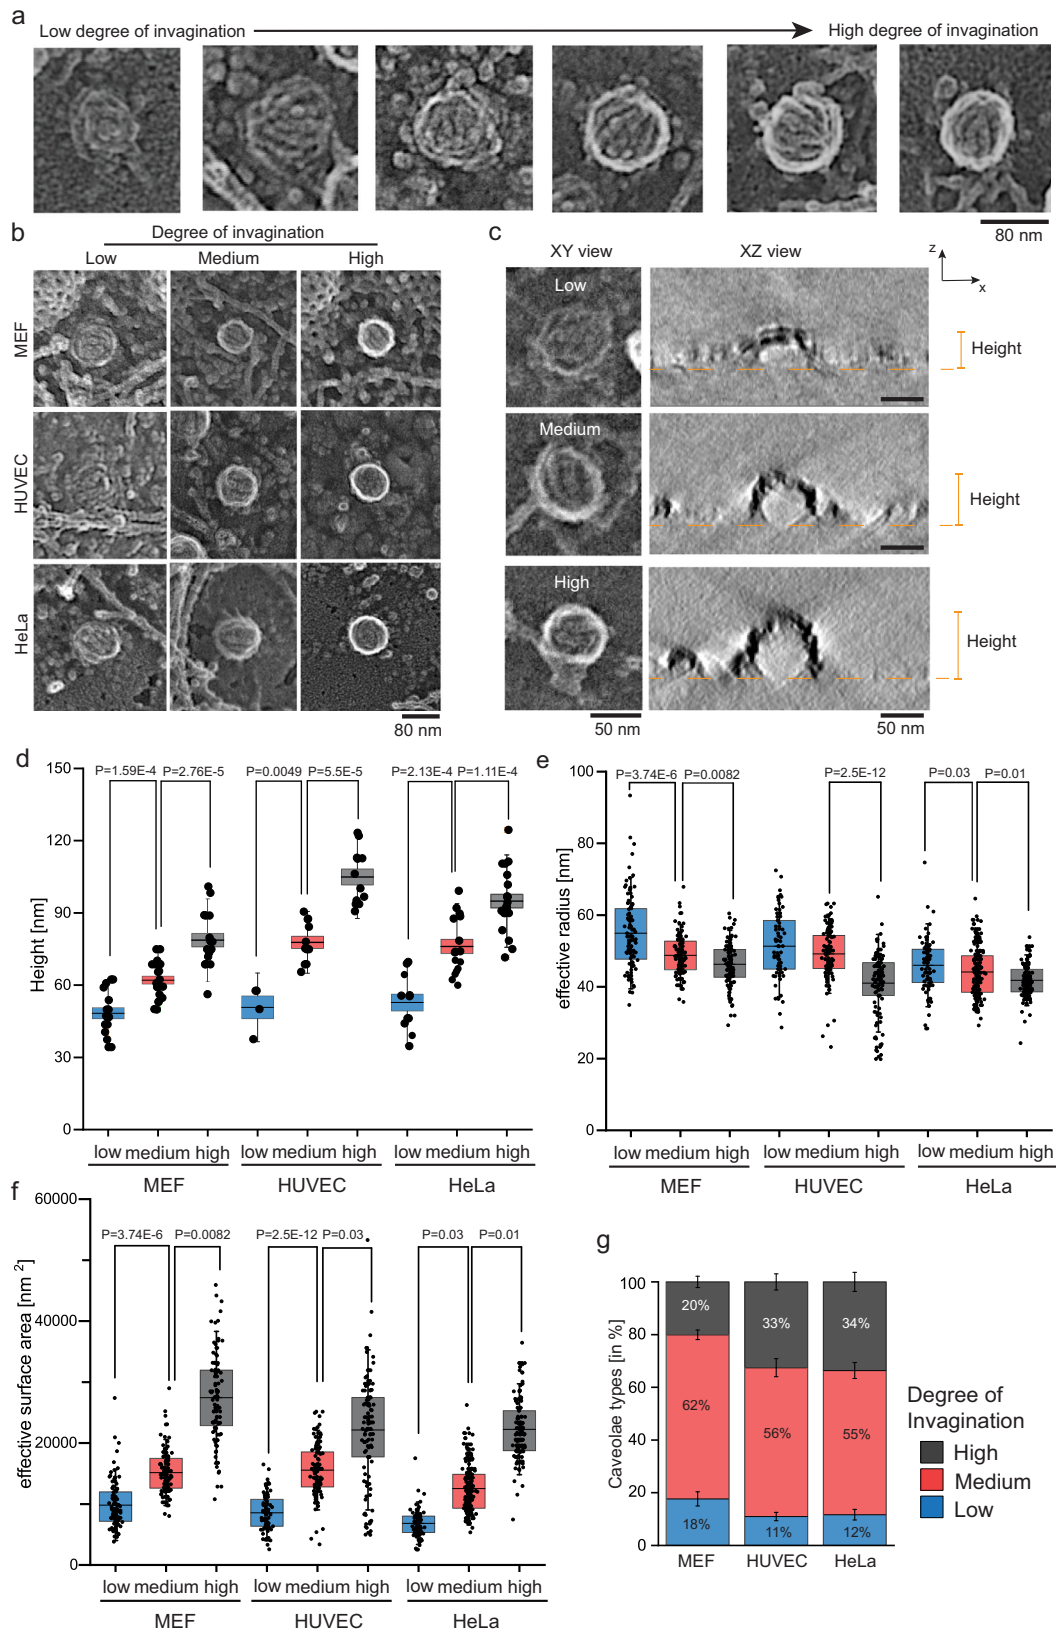 a
Low degree of invagination
High degree of invagination
80 nm
b
Degree of invagination
Low Medium High
MEF
HUVEC
HeLa
80 nm
c
XY view XZ view
z
x
Low
Height
Medium
Height
High
Height
50 nm 50 nm
d
P=1.59E-4 P=2.76E-5 P=0.0049 P=5.5E-5 P=2.13E-4 P=1.11E-4
Height [nm]
150
120
90
60
30
0
low medium high low medium high low medium high
MEF HUVEC HeLa
e
P=3.74E-6 P=0.0082 P=2.5E-12 P=0.03 P=0.01
effective radius [nm]
100
80
60
40
20
0
low medium high low medium high low medium high
MEF HUVEC HeLa
f
P=3.74E-6 P=0.0082 P=2.5E-12 P=0.03 P=0.03 P=0.01
effective surface area [nm 2]
60000
40000
20000
0
low medium high low medium high low medium high
MEF HUVEC HeLa
g
Caveolae types [in %]
100
80
60
40
20
0
20% 33% 34%
62% 56% 55%
18% 11% 12%
MEF HUVEC HeLa
Degree of
Invagination
High
Medium
Low